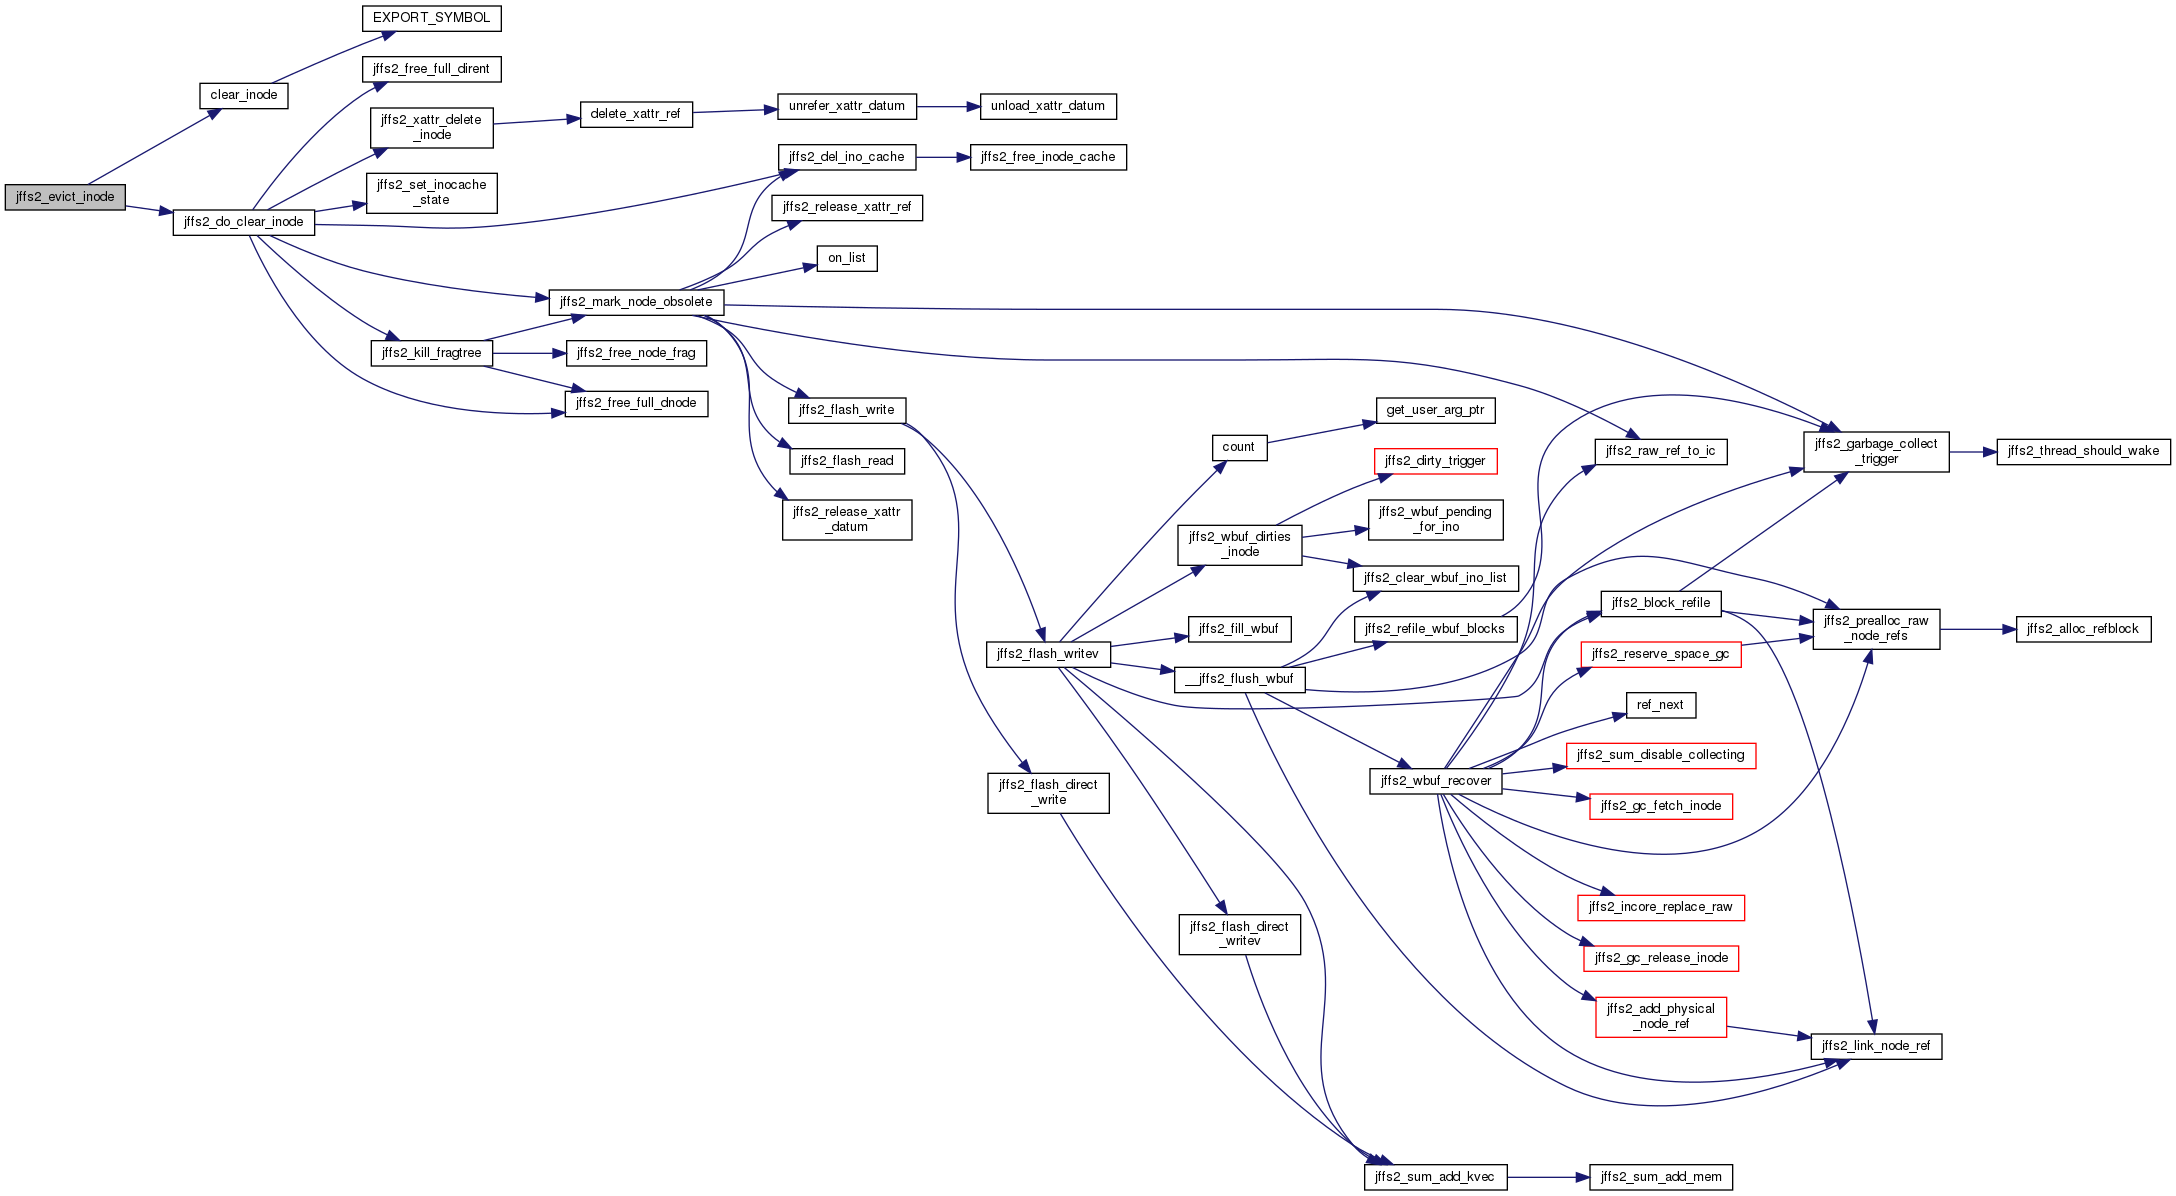 EXPORT_SYMBOL
jffs2_free_full_dirent
clear_inode
jffs2_xattr_delete
_inode
delete_xattr_ref
unrefer_xattr_datum
unload_xattr_datum
jffs2_del_ino_cache
jffs2_free_inode_cache
jffs2_evict_inode
jffs2_set_inocache
_state
jffs2_do_clear_inode
jffs2_release_xattr_ref
on_list
jffs2_mark_node_obsolete
jffs2_kill_fragtree
jffs2_free_node_frag
jffs2_free_full_dnode
jffs2_flash_write
jffs2_flash_read
jffs2_release_xattr
_datum
get_user_arg_ptr
count
jffs2_dirty_trigger
jffs2_raw_ref_to_ic
jffs2_garbage_collect
_trigger
jffs2_thread_should_wake
jffs2_wbuf_pending
_for_ino
jffs2_wbuf_dirties
_inode
jffs2_clear_wbuf_ino_list
jffs2_block_refile
jffs2_fill_wbuf
jffs2_refile_wbuf_blocks
jffs2_prealloc_raw
_node_refs
jffs2_alloc_refblock
jffs2_flash_writev
jffs2_reserve_space_gc
__jffs2_flush_wbuf
ref_next
jffs2_sum_disable_collecting
jffs2_wbuf_recover
jffs2_flash_direct
_write
jffs2_gc_fetch_inode
jffs2_incore_replace_raw
jffs2_flash_direct
_writev
jffs2_gc_release_inode
jffs2_add_physical
_node_ref
jffs2_link_node_ref
jffs2_sum_add_kvec
jffs2_sum_add_mem